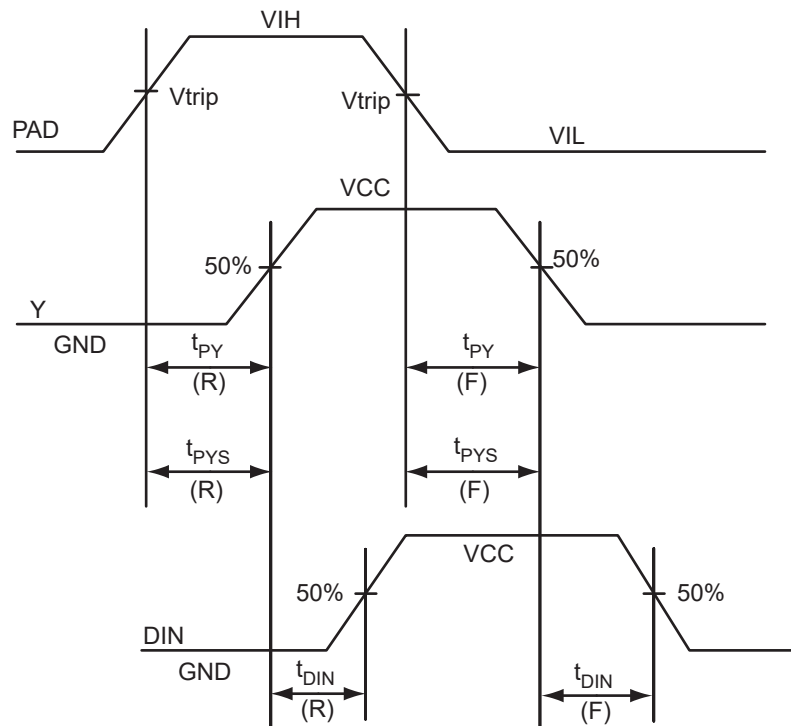 VIH
Vtrip
Vtrip
PAD
VIL
VCC
50%
50%
Y
GND
tPY
(R)
tPY
(F)
tPYS
(R)
tPYS
(F)
VCC
50%
50%
DIN
GND
tDIN
(R)
tDIN
(F)